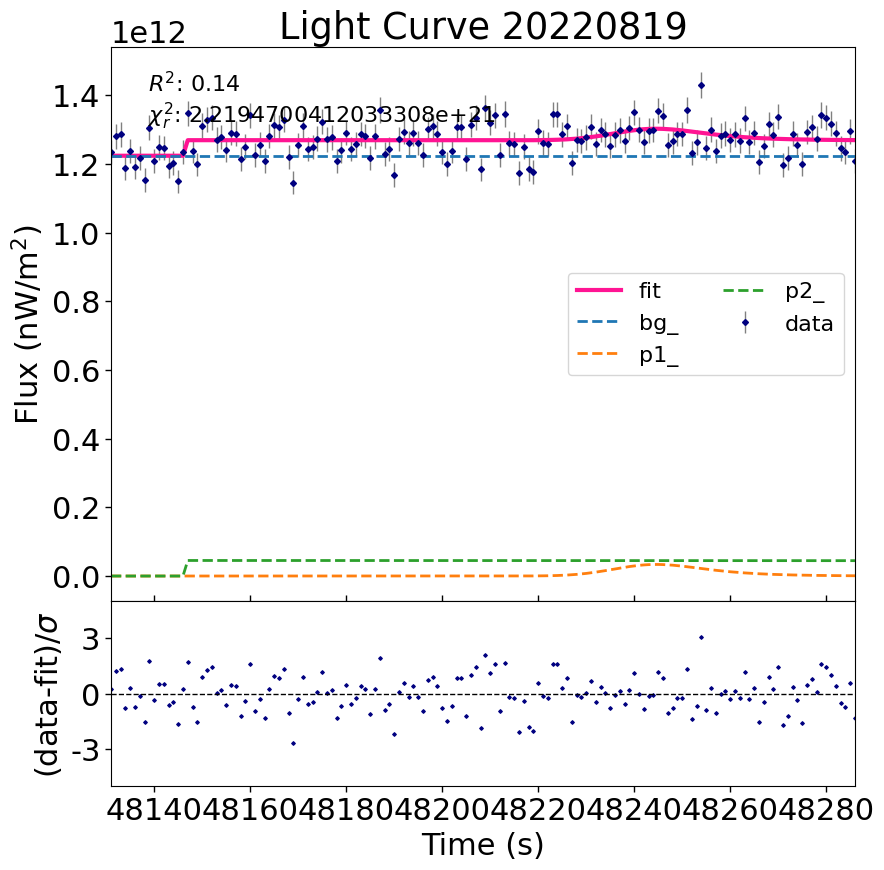 Light Curve 20220819
1e12
R²: 0.14
χ²ᵣ: 2.2194700412033308e+21
Flux (nW/m²)
1.4
1.2
1.0
0.8
0.6
0.4
0.2
0.0
fit
bg_
p1_
p2_
data
(data-fit)/σ
3
0
-3
48140 48160 48180 48200 48220 48240 48260 48280
Time (s)